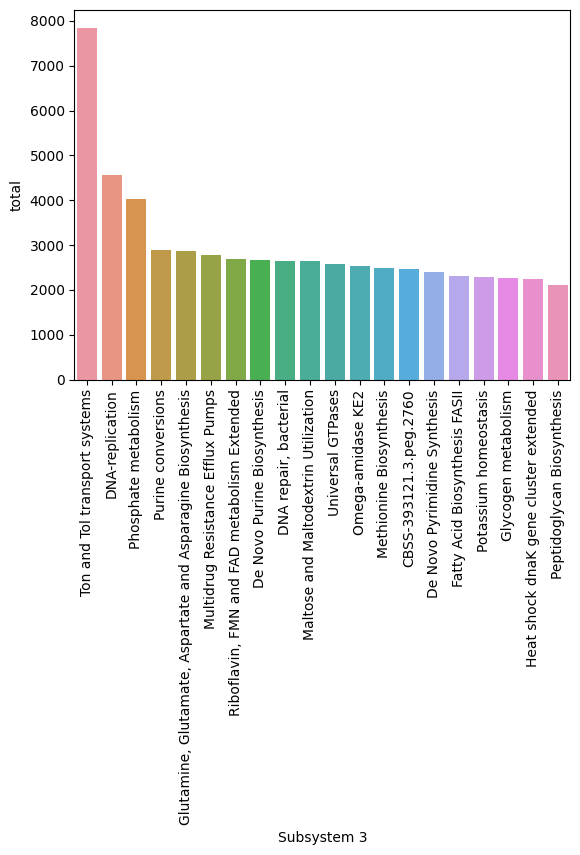 8000
7000
6000
5000
4000
3000
2000
1000
0
total
Ton and Tol transport systems
DNA-replication
Phosphate metabolism
Purine conversions
Glutamine, Glutamate, Aspartate and Asparagine Biosynthesis
Multidrug Resistance Efflux Pumps
Riboflavin, FMN and FAD metabolism Extended
De Novo Purine Biosynthesis
DNA repair, bacterial
Maltose and Maltodextrin Utilization
Universal GTPases
Omega-amidase KE2
Methionine Biosynthesis
CBSS-393121.3.peg.2760
De Novo Pyrimidine Synthesis
Fatty Acid Biosynthesis FASII
Potassium homeostasis
Glycogen metabolism
Heat shock dnaK gene cluster extended
Peptidoglycan Biosynthesis
Subsystem 3